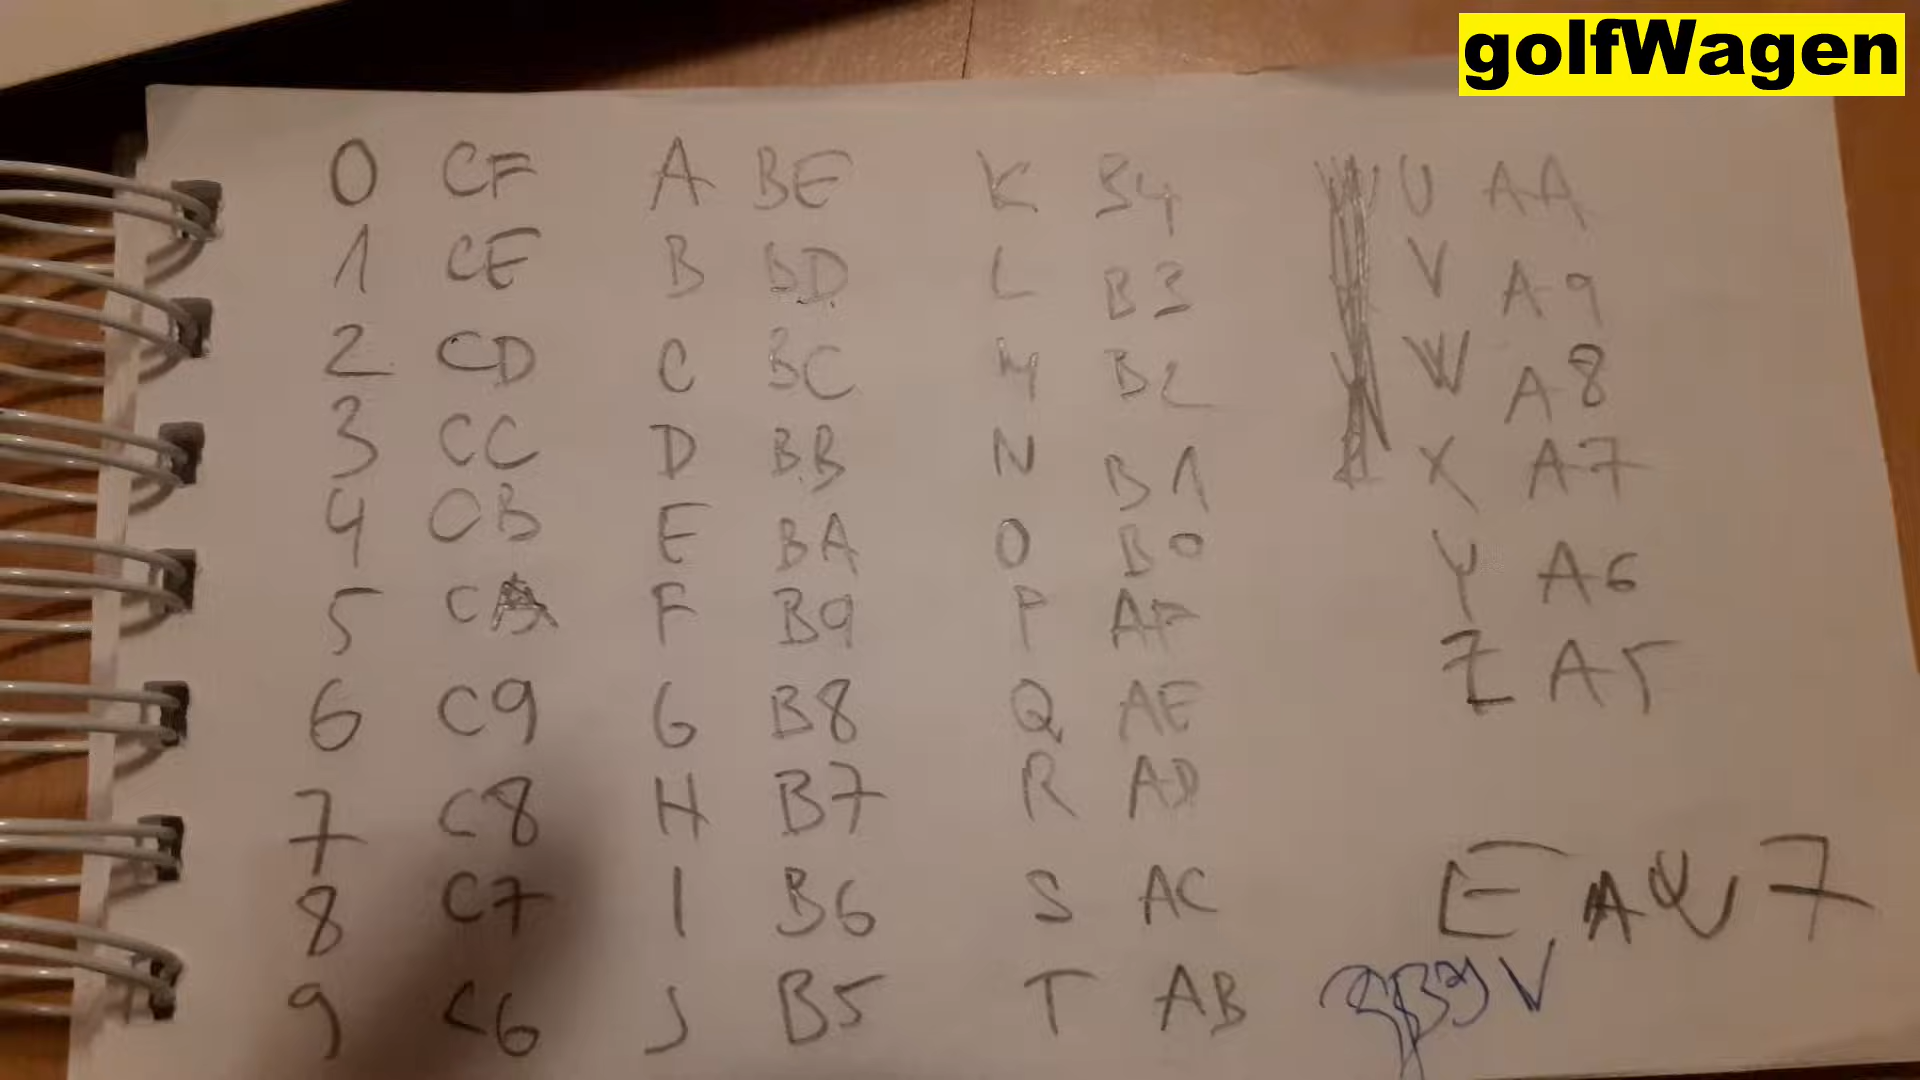 golfWagen
0 CF A BE K B4 U AA
1 CE B BD L B3 V A9
2 CD C BC M B2 W A8
3 CC D BB N B1 X A7
4 CB E BA O B0 Y A6
5 CA F B9 P AF Z A5
6 C9 G B8 Q AE
7 C8 H B7 R AD
8 C7 I B6 S AC
9 C6 J B5 T AB